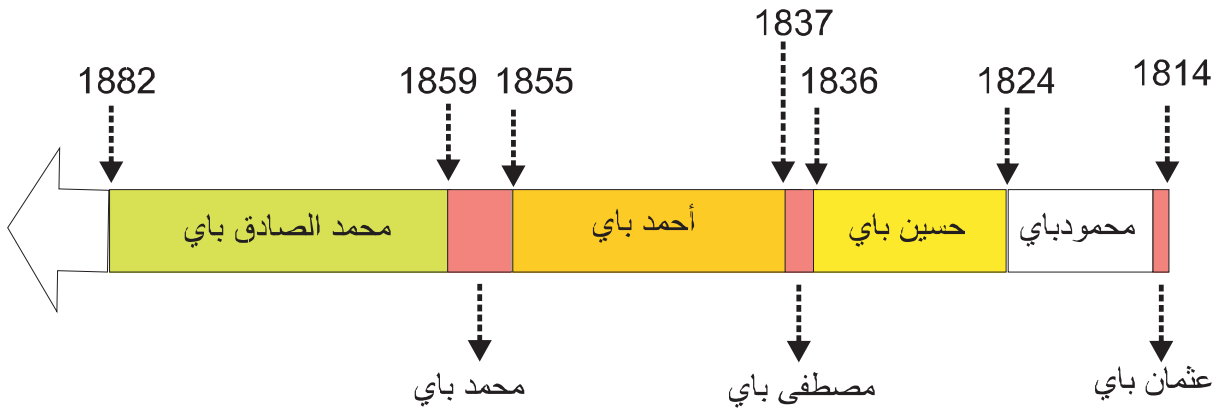 1814
1824
1836
1837
1855
1859
1882
محمودباي
حسين باي
أحمد باي
محمد الصادق باي
عثمان باي
مصطفى باي
محمد باي